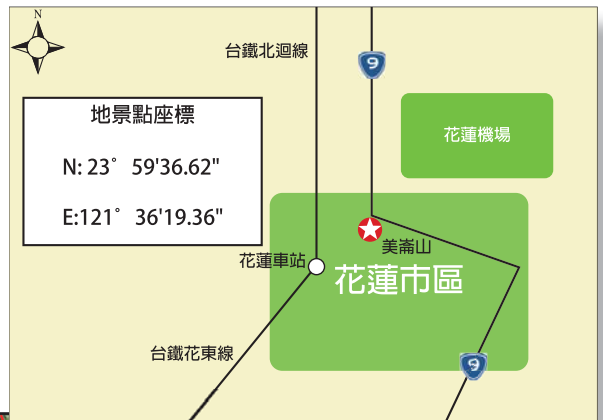 N
台鐵北迴線
9
地景點座標
花蓮機場
N: 23° 59'36.62"
E:121° 36'19.36"
美崙山
花蓮車站
花蓮市區
台鐵花東線
9